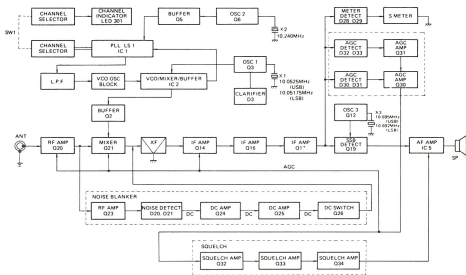 SW1
CHANNEL
SELECTOR
CHANNEL
INDICATOR
LED 301
CHANNEL
SELECTOR
PLL LS 1
IC 1
BUFFER
Q5
OSC 2
Q6
X2
10.240MHz
L.P.F
VCO OSC
BLOCK
VCO/MIXER/BUFFER
IC 2
OSC 1
Q3
CLARIFIER
D3
X1
10.0525MHz
(USB)
10.05175MHz
(LSB)
BUFFER
Q2
METER
DETECT
D28, D29
S METER
AGC
DETECT
D32, D33
AGC
AMP
Q31
AGC
DETECT
D30, D31
AGC
AMP
Q30
OSC 3
Q12
X3
10.695MHz
(USB)
10.692MHz
(LSB)
ANT
RF AMP
Q20
MIXER
Q21
XF
IF AMP
Q14
IF AMP
Q16
IF AMP
SSB
DETECT
Q19
AF AMP
IC 5
SP
AGC
NOISE BLANKER
RF AMP
Q23
NOISE DETECT
D20, D21
DC
DC AMP
Q24
DC
DC AMP
Q25
DC
DC SWITCH
Q26
SQUELCH
SQUELCH AMP
Q32
SQUELCH AMP
Q33
SQUELCH AMP
Q34